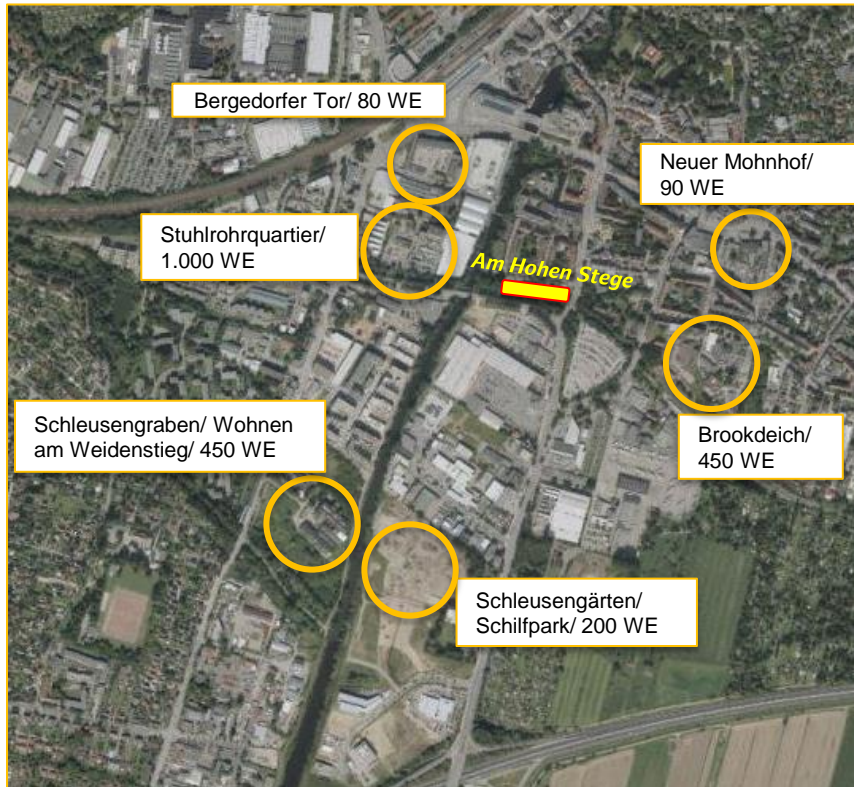 Bergedorfer Tor/ 80 WE
Neuer Mohnhof/
90 WE
Stuhlrohrquartier/
1.000 WE
Am Hohen Stege
Schleusengraben/ Wohnen
am Weidenstieg/ 450 WE
Brookdeich/
450 WE
Schleusengärten/
Schilfpark/ 200 WE